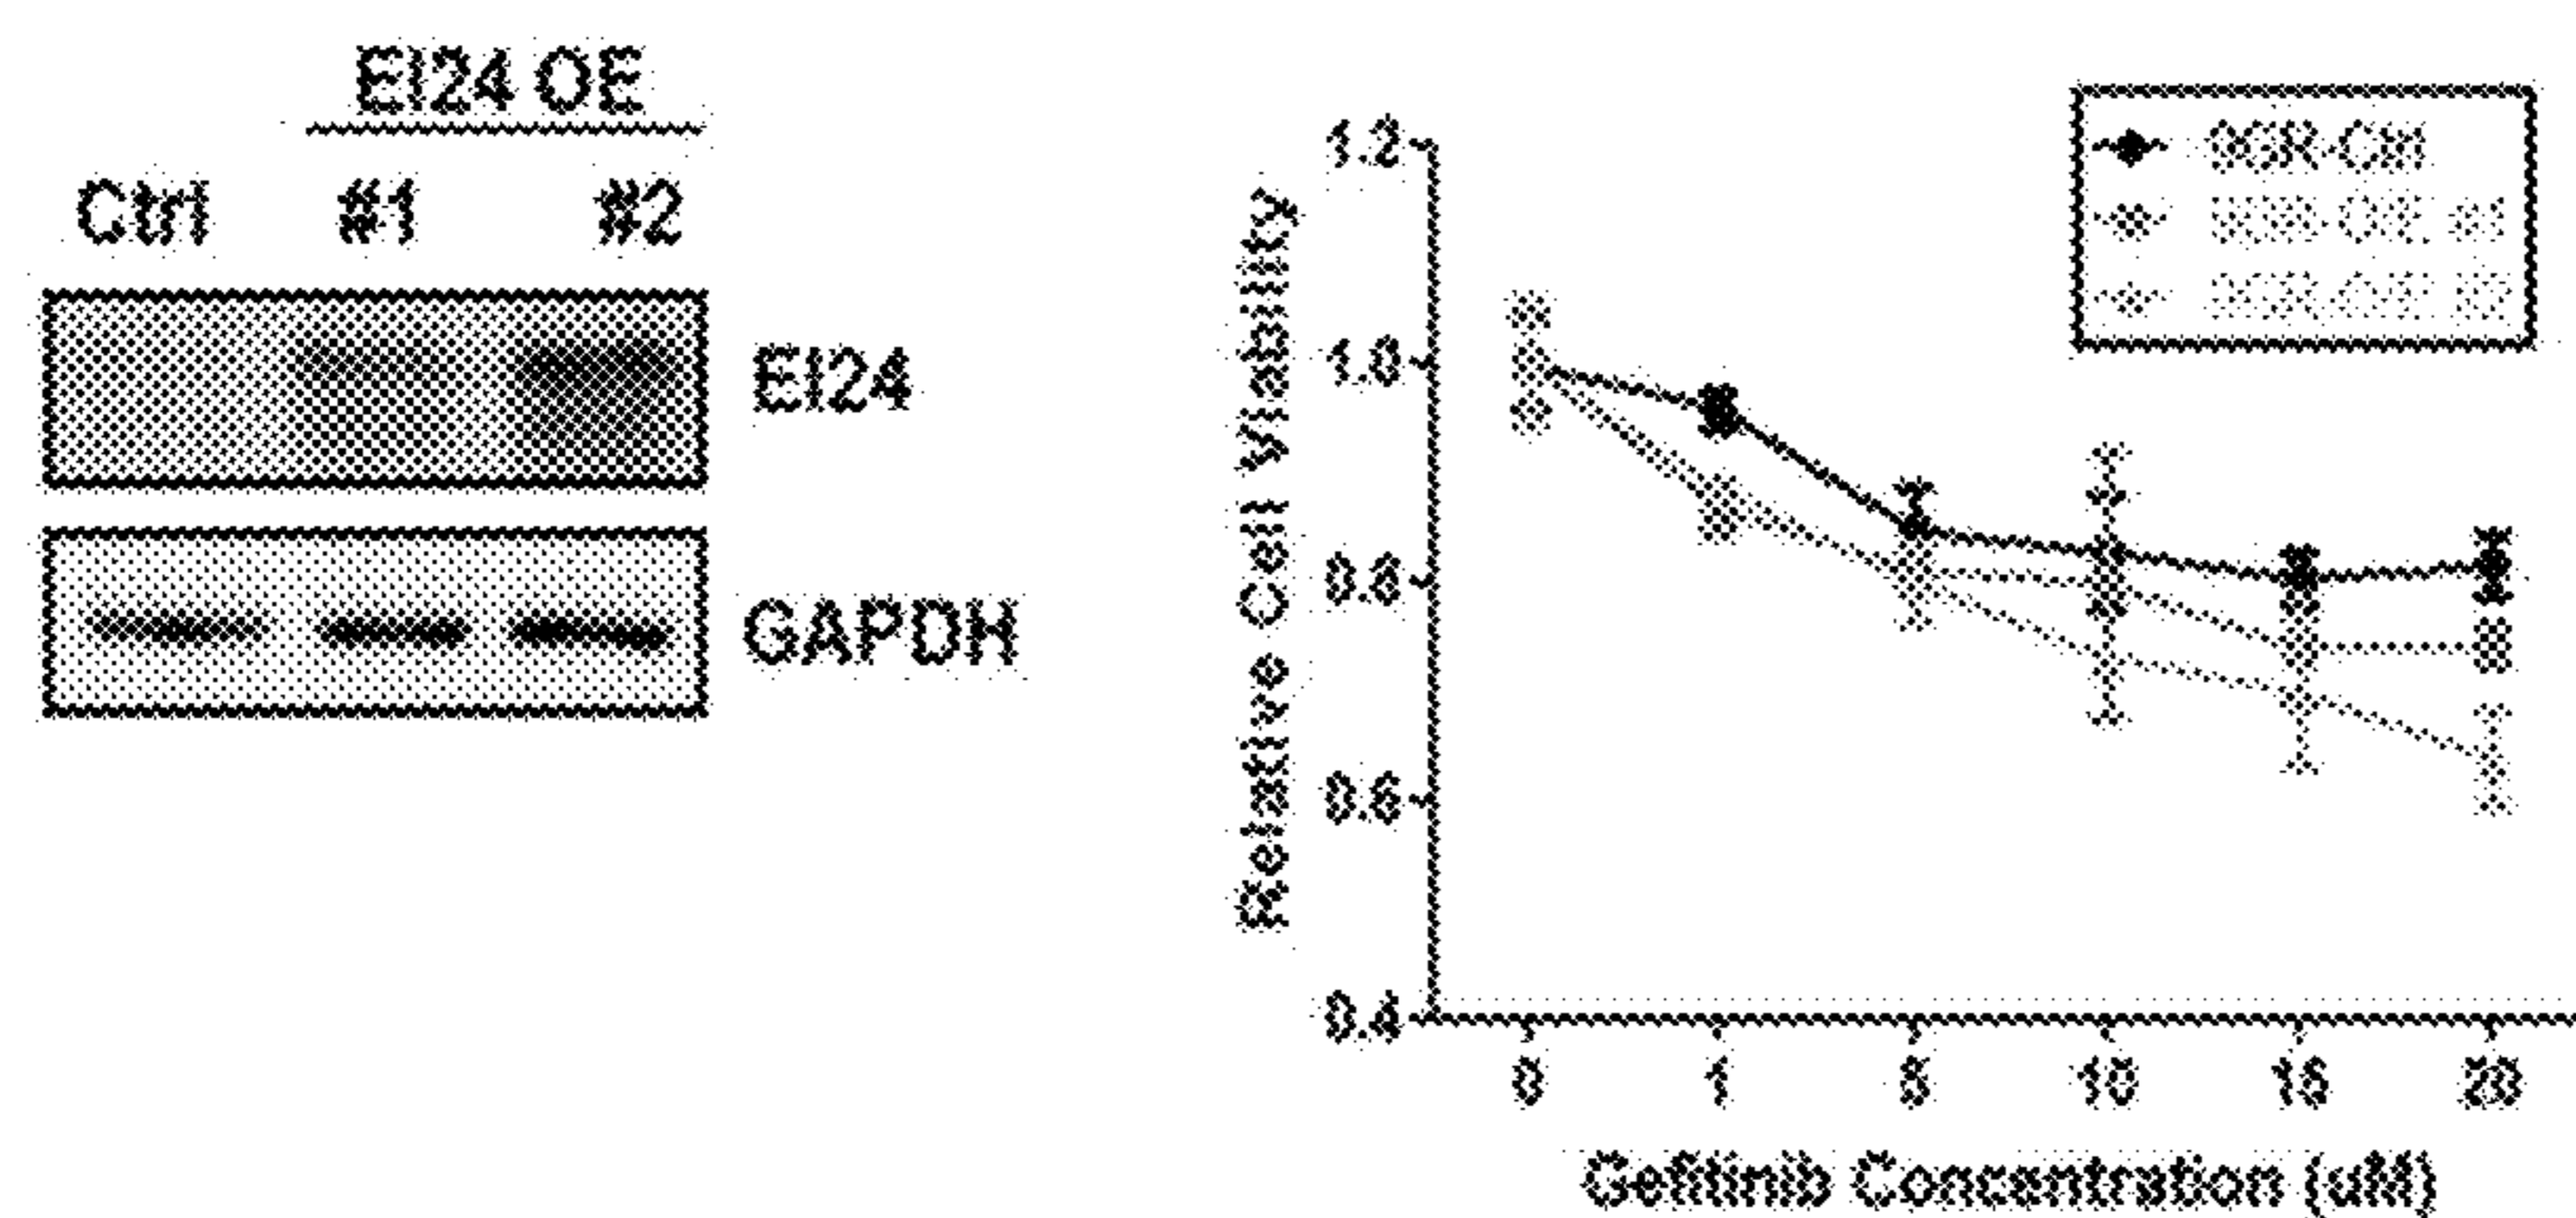 EI24 OE
Ctrl #1 #2
EI24
GAPDH
Relative Cell Viability
1.2
1.0
0.8
0.6
0.4
0 1 5 10 15 20
Gefitinib Concentration (uM)
Ctrl